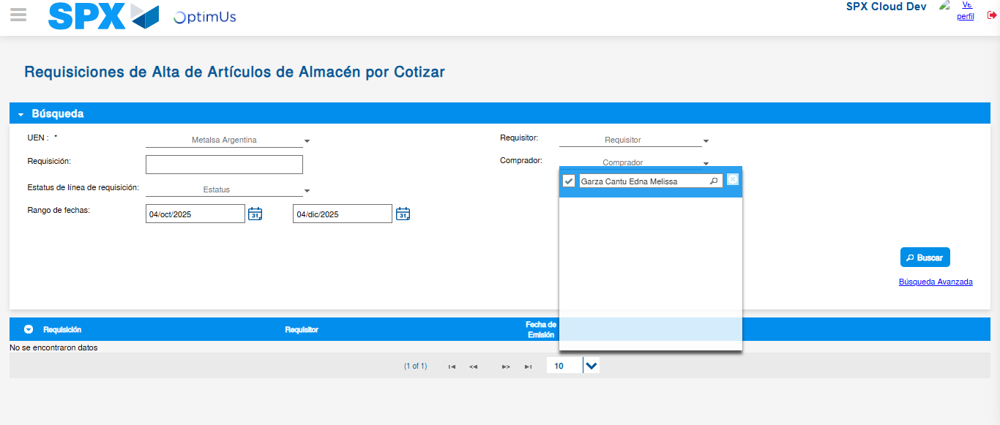 SPX OptimUs
SPX Cloud Dev
Ve
perfil
Requisiciones de Alta de Artículos de Almacén por Cotizar
Búsqueda
UEN : *
Metalsa Argentina
Requisitor:
Requisitor
Requisición:
Comprador:
Comprador
Garza Cantu Edna Melissa
Estatus de línea de requisición:
Estatus
Rango de fechas:
04/oct/2025
31
04/dic/2025
31
Buscar
Búsqueda Avanzada
Requisición
Requisitor
Fecha de
Emisión
No se encontraron datos
(1 of 1)
10